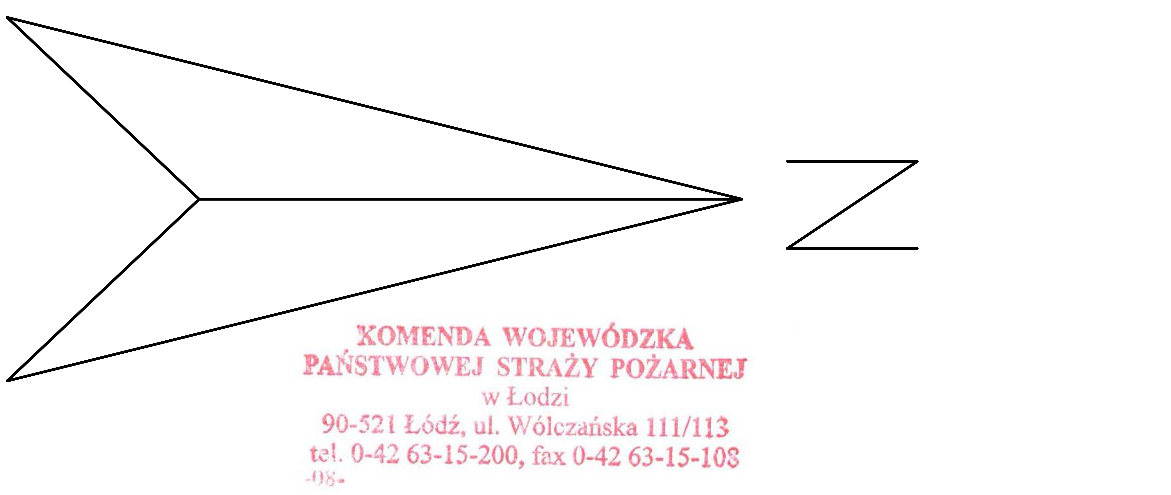 N
KOMENDA WOJEWÓDZKA
PAŃSTWOWEJ STRAŻY POŻARNEJ
w Łodzi
90-521 Łódź, ul. Wólczańska 111/113
tel. 0-42 63-15-200, fax 0-42 63-15-108
-08-